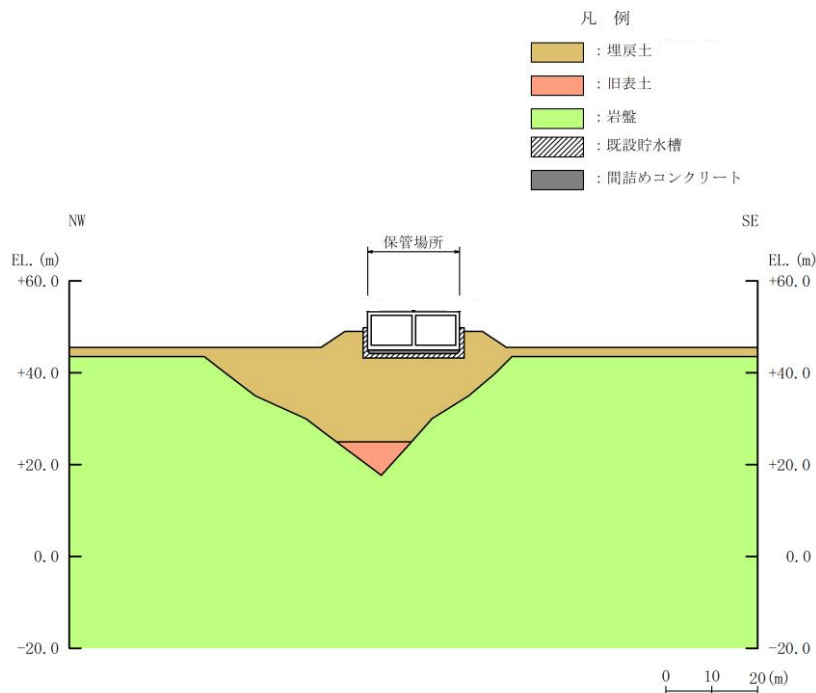 凡 例
：埋戻土
：旧表土
：岩盤
：既設貯水槽
：間詰めコンクリート
NW
SE
保管場所
EL.(m)
EL.(m)
+60.0
+60.0
+40.0
+40.0
+20.0
+20.0
0.0
0.0
-20.0
-20.0
0 10 20(m)